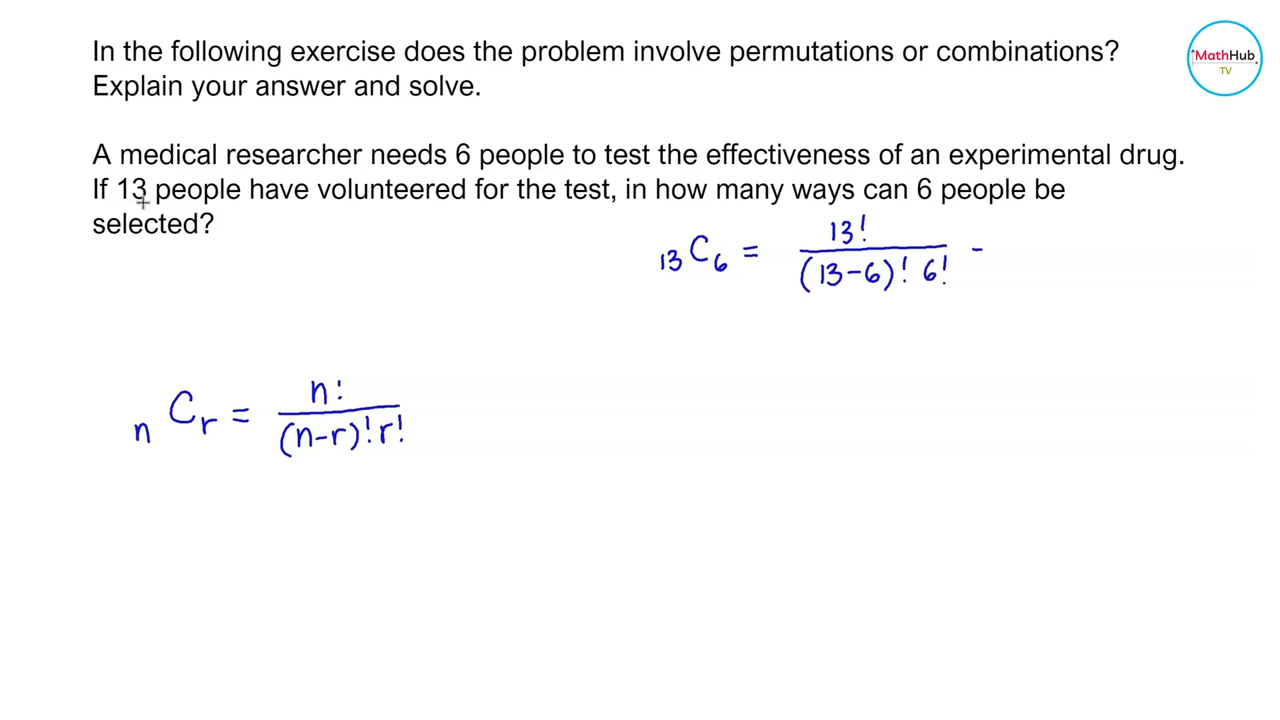 In the following exercise does the problem involve permutations or combinations?
Explain your answer and solve.
MathHub
TV
A medical researcher needs 6 people to test the effectiveness of an experimental drug.
If 13 people have volunteered for the test, in how many ways can 6 people be
selected?
₁₃C₆ = 13! / (13-6)! 6! -
ₙCᵣ = n! / (n-r)! r!